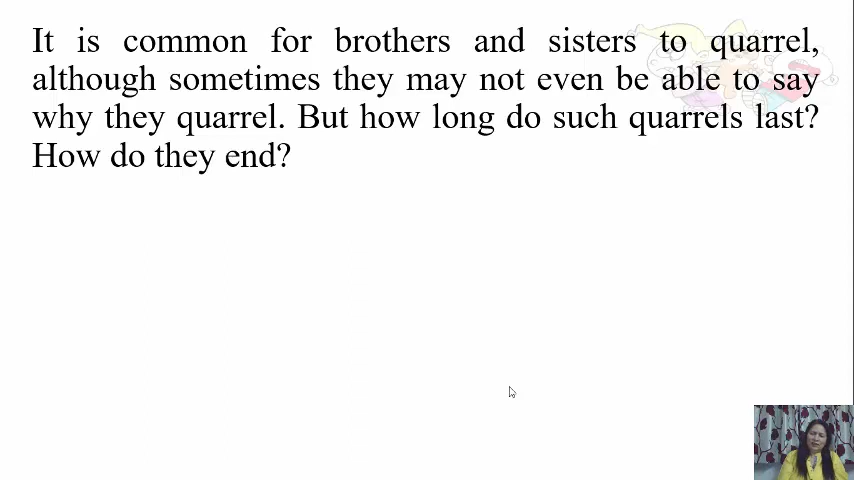 It is common for brothers and sisters to quarrel,
although sometimes they may not even be able to say
why they quarrel. But how long do such quarrels last?
How do they end?